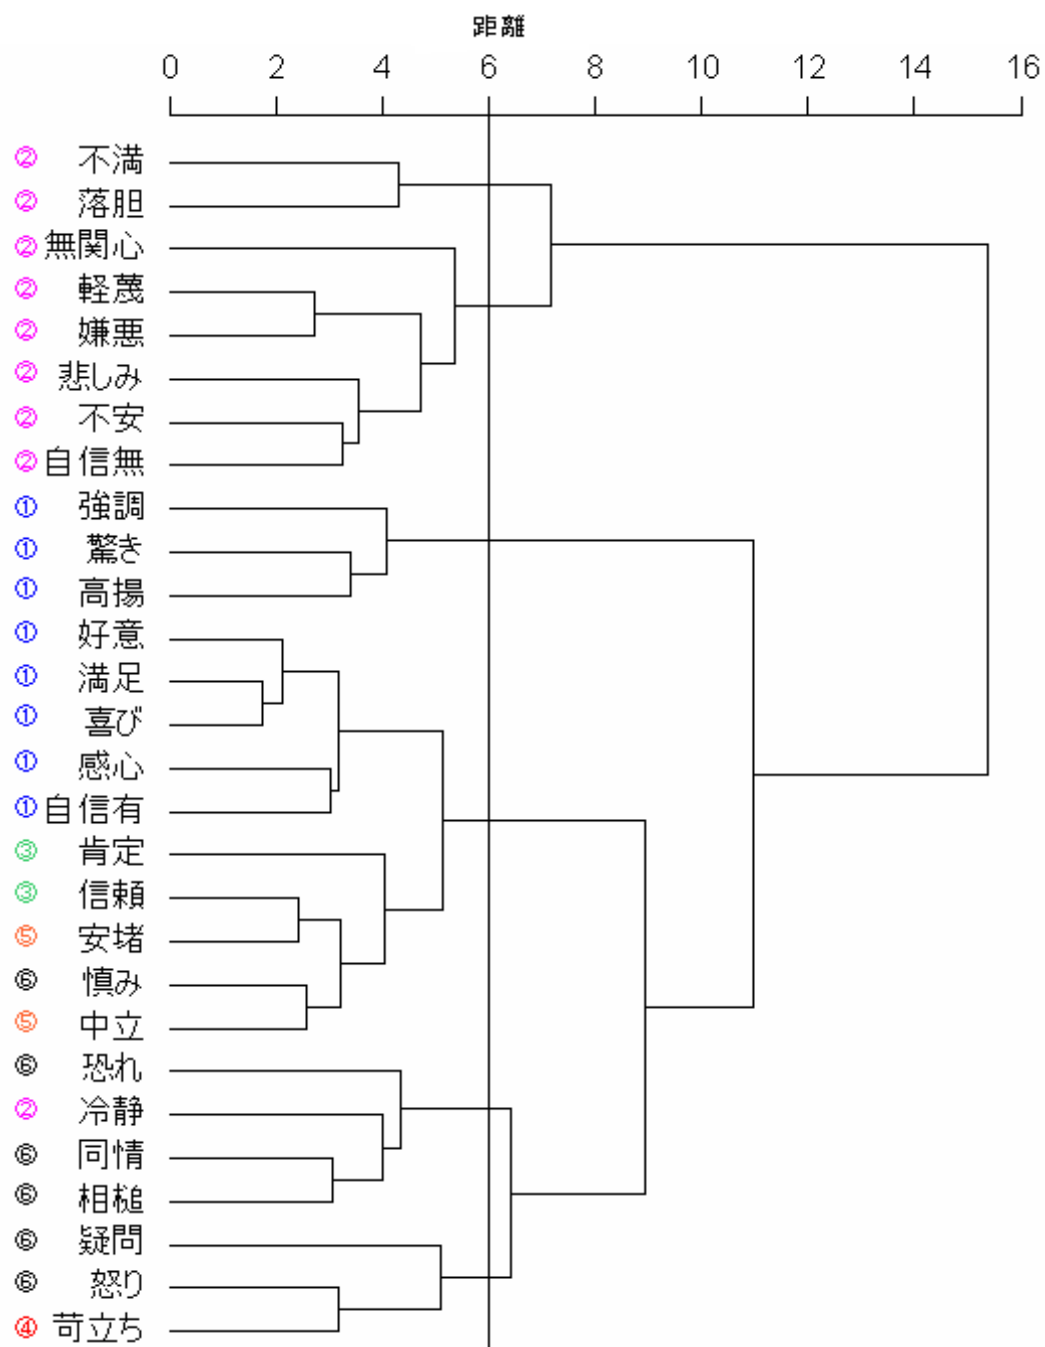 距離
0 2 4 6 8 10 12 14 16
② 不満
② 落胆
② 無関心
② 軽蔑
② 嫌悪
② 悲しみ
② 不安
② 自信無
① 強調
① 驚き
① 高揚
① 好意
① 満足
① 喜び
① 感心
① 自信有
③ 肯定
③ 信頼
⑤ 安堵
⑥ 慎み
⑤ 中立
⑥ 恐れ
② 冷静
⑥ 同情
⑥ 相槌
⑥ 疑問
⑥ 怒り
④ 苛立ち